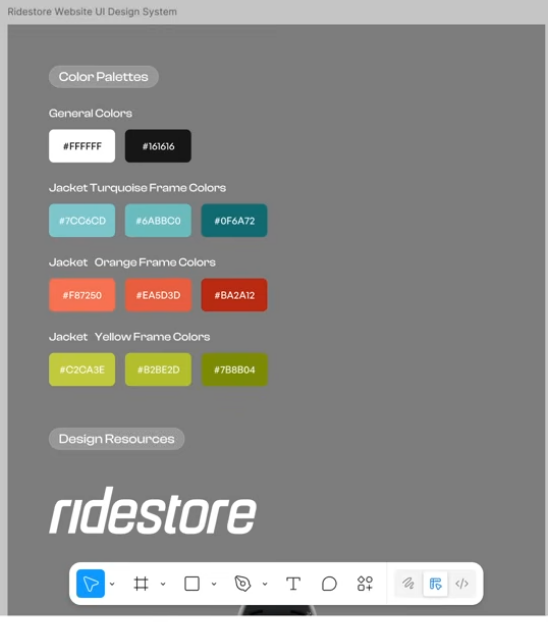 Ridestore Website UI Design System
Color Palettes
General Colors
#FFFFFF #161616
Jacket Turquoise Frame Colors
#7CC6CD #6ABBC0 #0F6A72
Jacket Orange Frame Colors
#F87250 #EA5D3D #BA2A12
Jacket Yellow Frame Colors
#C2CA3E #B2BE2D #7B8B04
Design Resources
ridestore